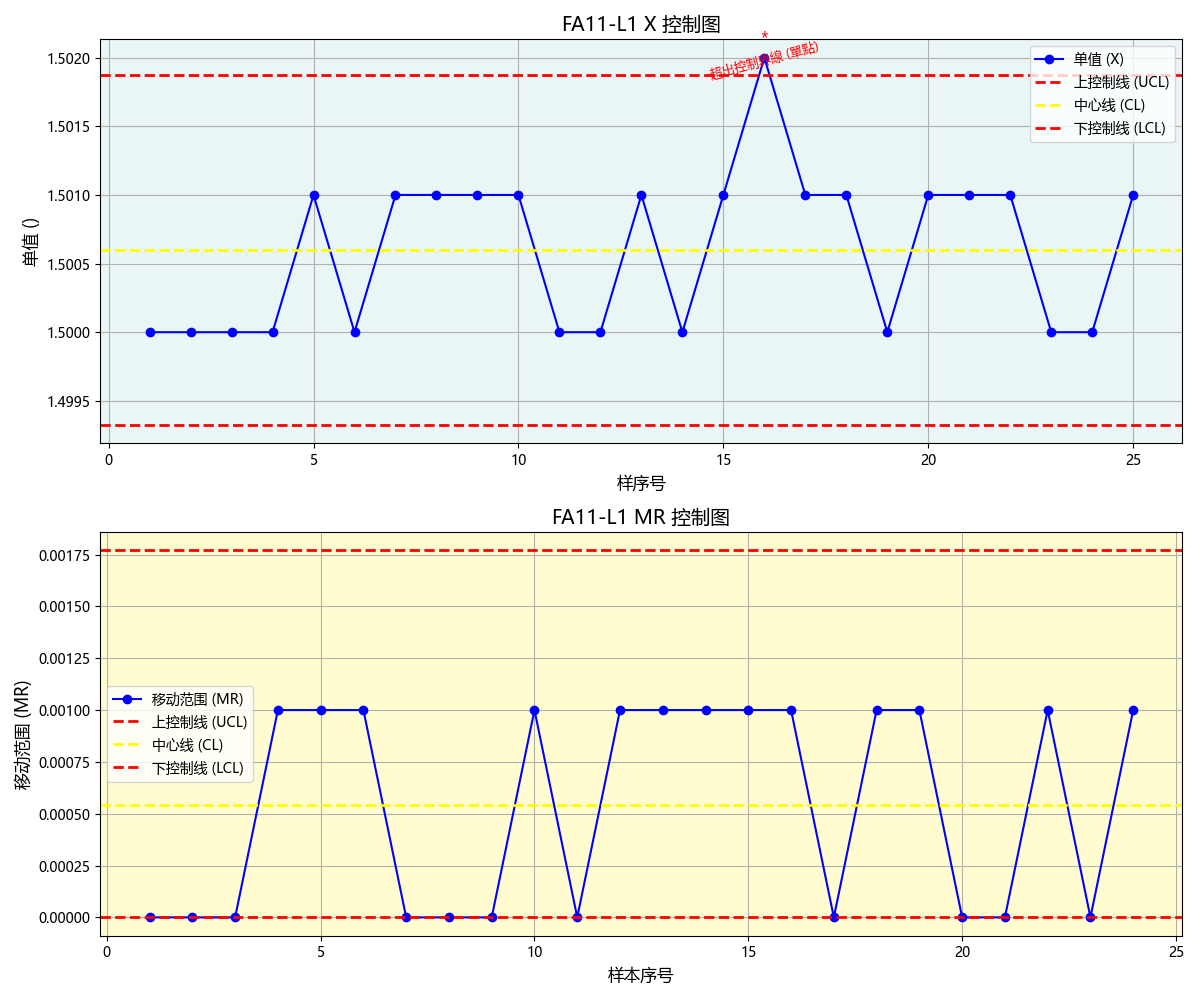 FA11-L1 X 控制图
*
超出控制界線 (單點)
单值 (X)
上控制线 (UCL)
中心线 (CL)
下控制线 (LCL)
单值 ()
1.5020
1.5015
1.5010
1.5005
1.5000
1.4995
0 5 10 15 20 25
样序号
FA11-L1 MR 控制图
移动范围 (MR)
0.00175
0.00150
0.00125
0.00100
0.00075
0.00050
0.00025
0.00000
移动范围 (MR)
上控制线 (UCL)
中心线 (CL)
下控制线 (LCL)
0 5 10 15 20 25
样本序号